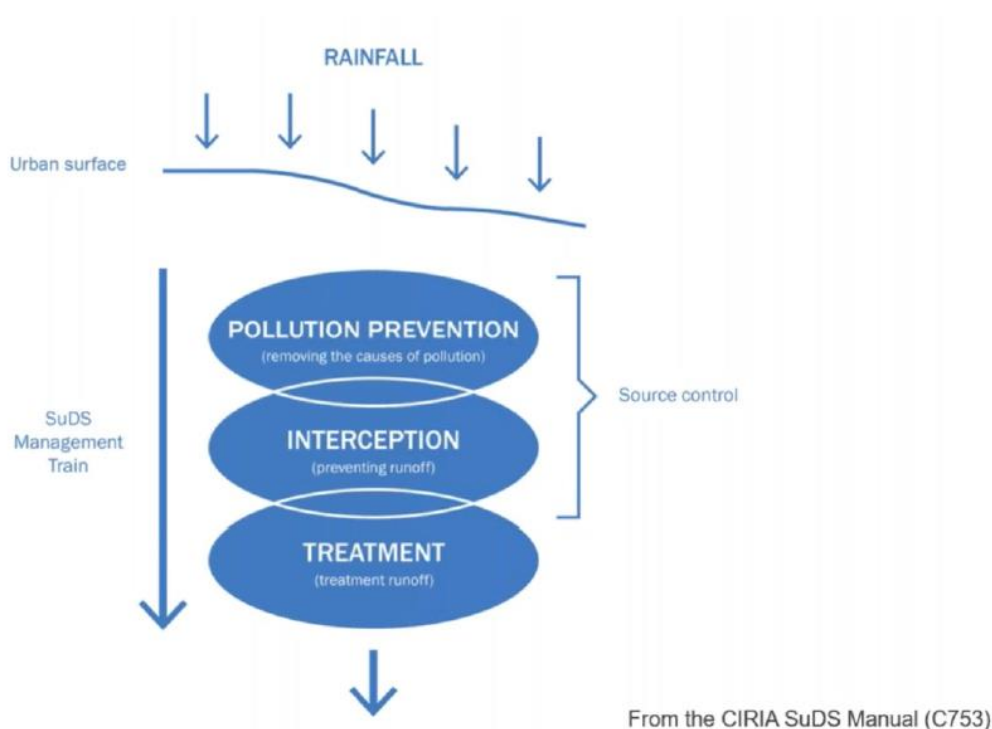 RAINFALL
Urban surface
POLLUTION PREVENTION
(removing the causes of pollution)
Source control
SuDS
Management
Train
INTERCEPTION
(preventing runoff)
TREATMENT
(treatment runoff)
From the CIRIA SuDS Manual (C753)